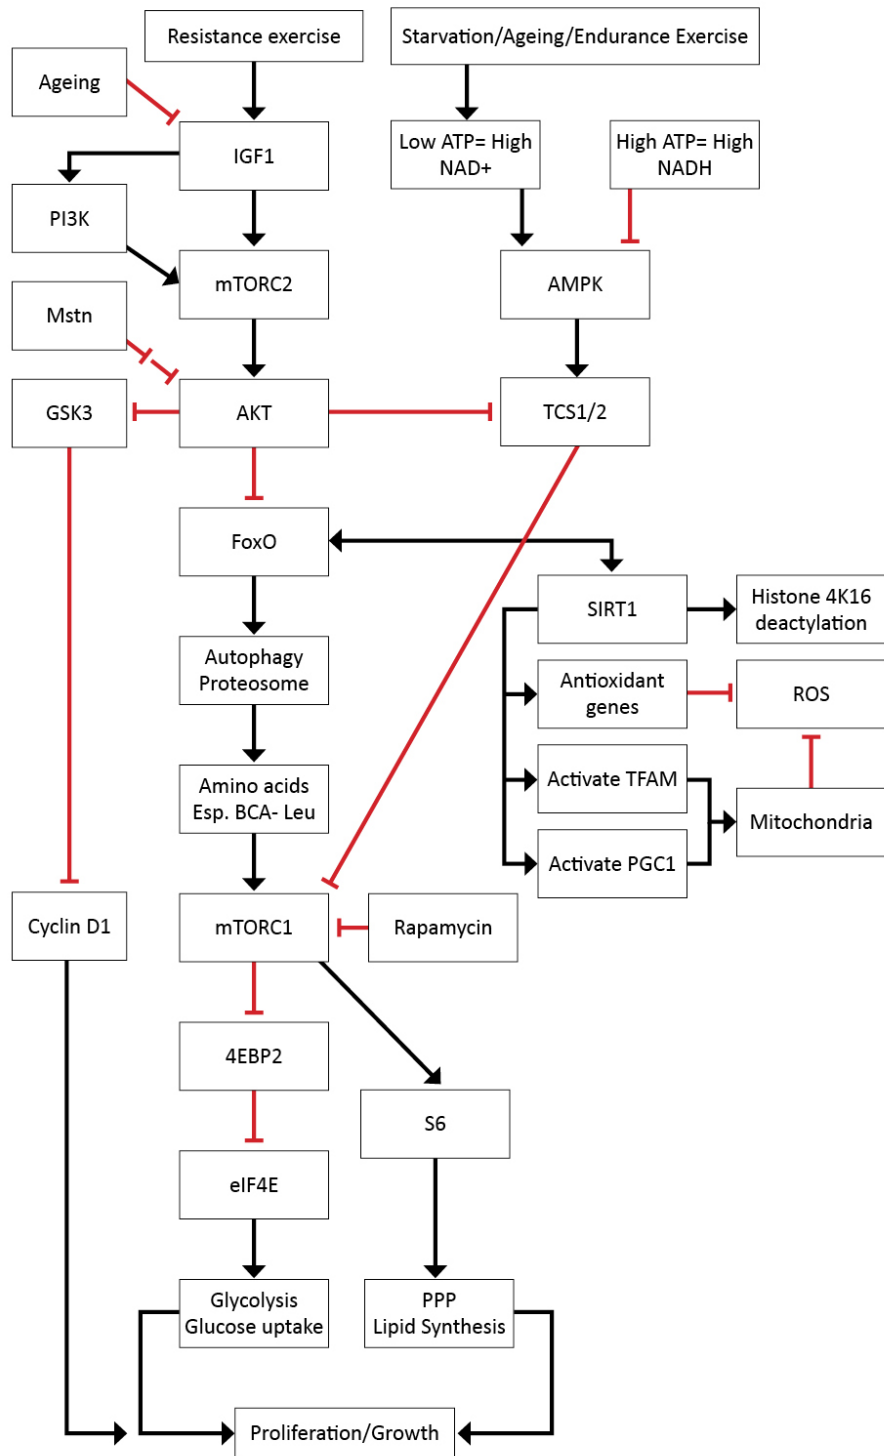 Resistance exercise
Starvation/Ageing/Endurance Exercise
Ageing
IGF1
Low ATP= High
NAD+
High ATP= High
NADH
PI3K
mTORC2
AMPK
Mstn
GSK3
AKT
TCS1/2
FoxO
SIRT1
Histone 4K16
deactylation
Autophagy
Proteosome
Antioxidant
genes
ROS
Amino acids
Esp. BCA- Leu
Activate TFAM
Mitochondria
Activate PGC1
Cyclin D1
mTORC1
Rapamycin
4EBP2
S6
eIF4E
Glycolysis
Glucose uptake
PPP
Lipid Synthesis
Proliferation/Growth